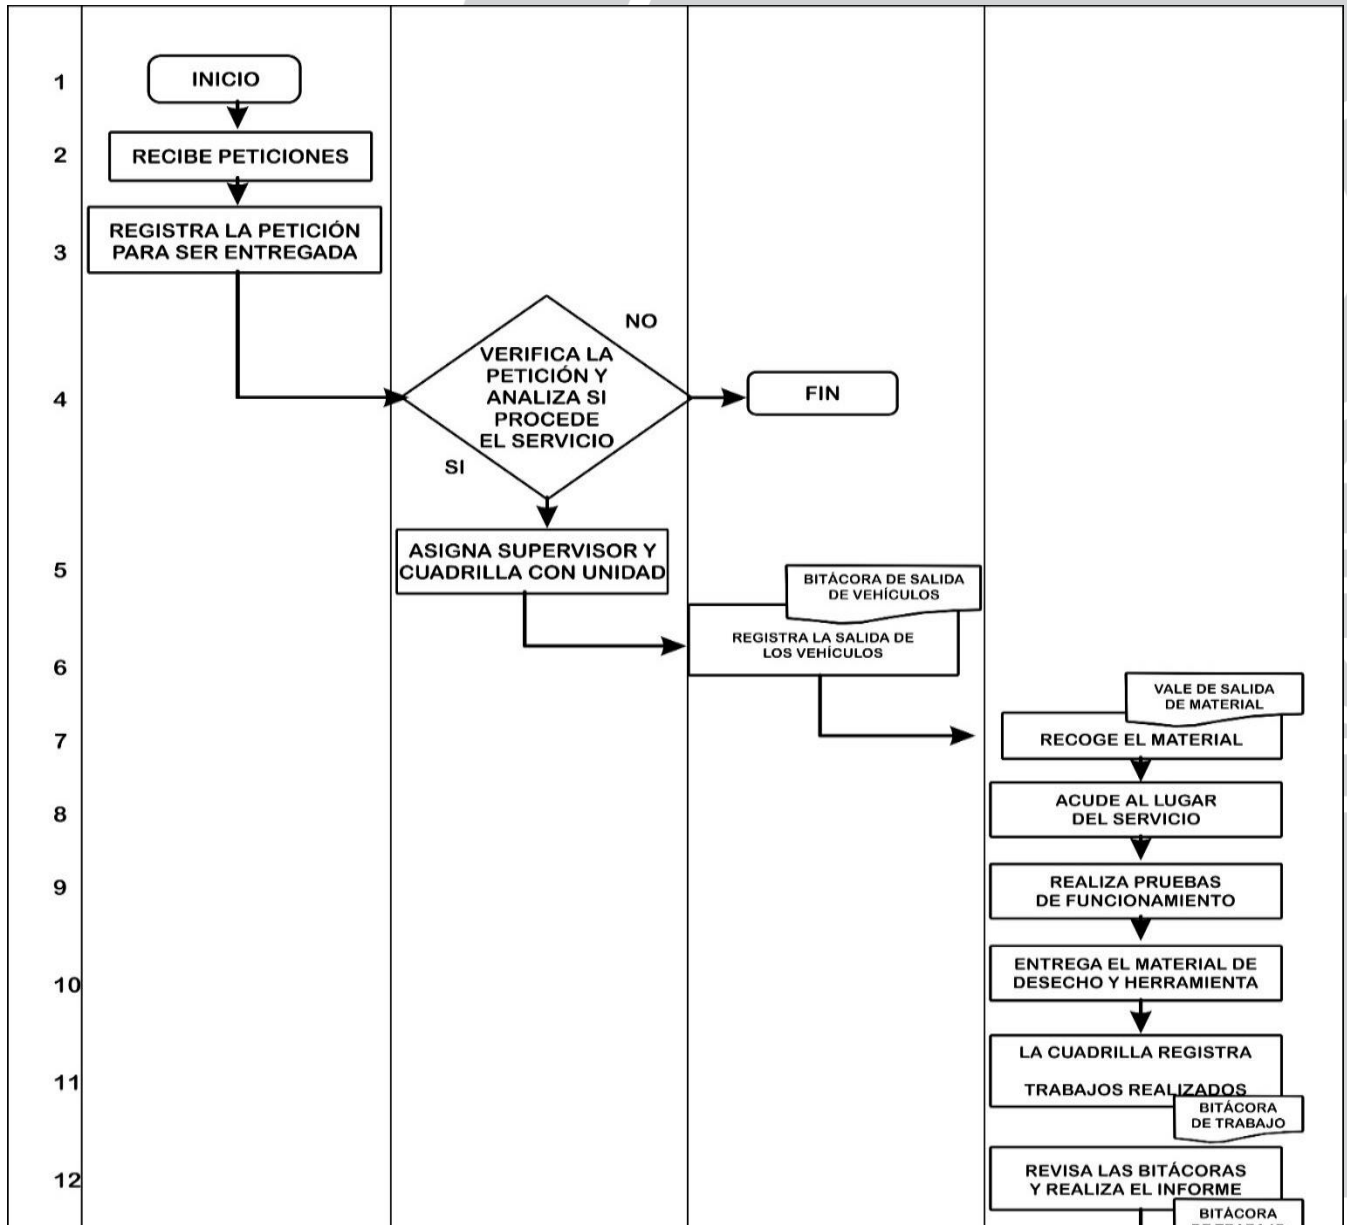 1
INICIO
2
RECIBE PETICIONES
3
REGISTRA LA PETICIÓN
PARA SER ENTREGADA
NO
4
VERIFICA LA
PETICIÓN Y
ANALIZA SI
PROCEDE
EL SERVICIO
FIN
SI
5
ASIGNA SUPERVISOR Y
CUADRILLA CON UNIDAD
BITÁCORA DE SALIDA
DE VEHÍCULOS
6
REGISTRA LA SALIDA DE
LOS VEHÍCULOS
VALE DE SALIDA
DE MATERIAL
7
RECOGE EL MATERIAL
8
ACUDE AL LUGAR
DEL SERVICIO
9
REALIZA PRUEBAS
DE FUNCIONAMIENTO
10
ENTREGA EL MATERIAL DE
DESECHO Y HERRAMIENTA
11
LA CUADRILLA REGISTRA
TRABAJOS REALIZADOS
BITÁCORA
DE TRABAJO
12
REVISA LAS BITÁCORAS
Y REALIZA EL INFORME
BITÁCORA